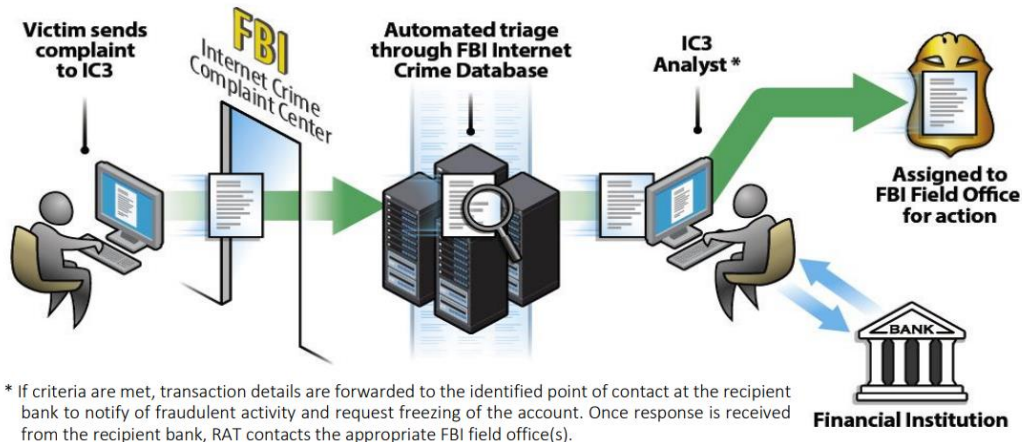 Victim sends
complaint
to IC3
FBI
Internet Crime
Complaint Center
Automated triage
through FBI Internet
Crime Database
IC3
Analyst *
Assigned to
FBI Field Office
for action
BANK
Financial Institution
* If criteria are met, transaction details are forwarded to the identified point of contact at the recipient
bank to notify of fraudulent activity and request freezing of the account. Once response is received
from the recipient bank, RAT contacts the appropriate FBI field office(s).